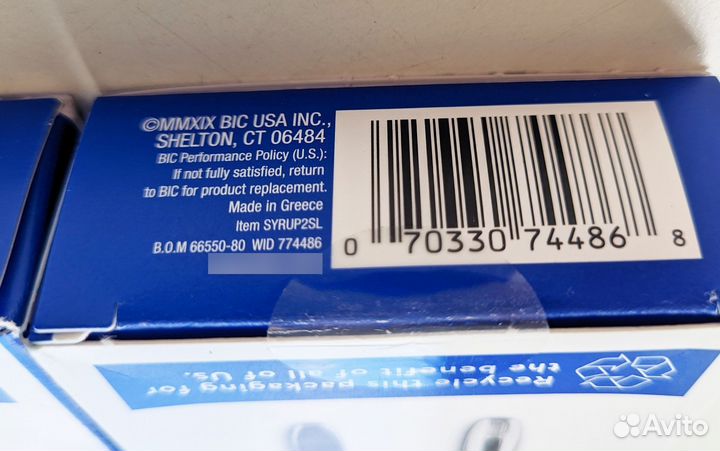 ©MMXIX BIC USA INC.,
SHELTON, CT 06484
BIC Performance Policy (U.S.):
If not fully satisfied, return
to BIC for product replacement.
Made in Greece
Item SYRUP2SL
B.O.M 66550-80 WID 774486
0 70330 74486 8
Recycle this packaging for
the benefit of all of Us.
Avito